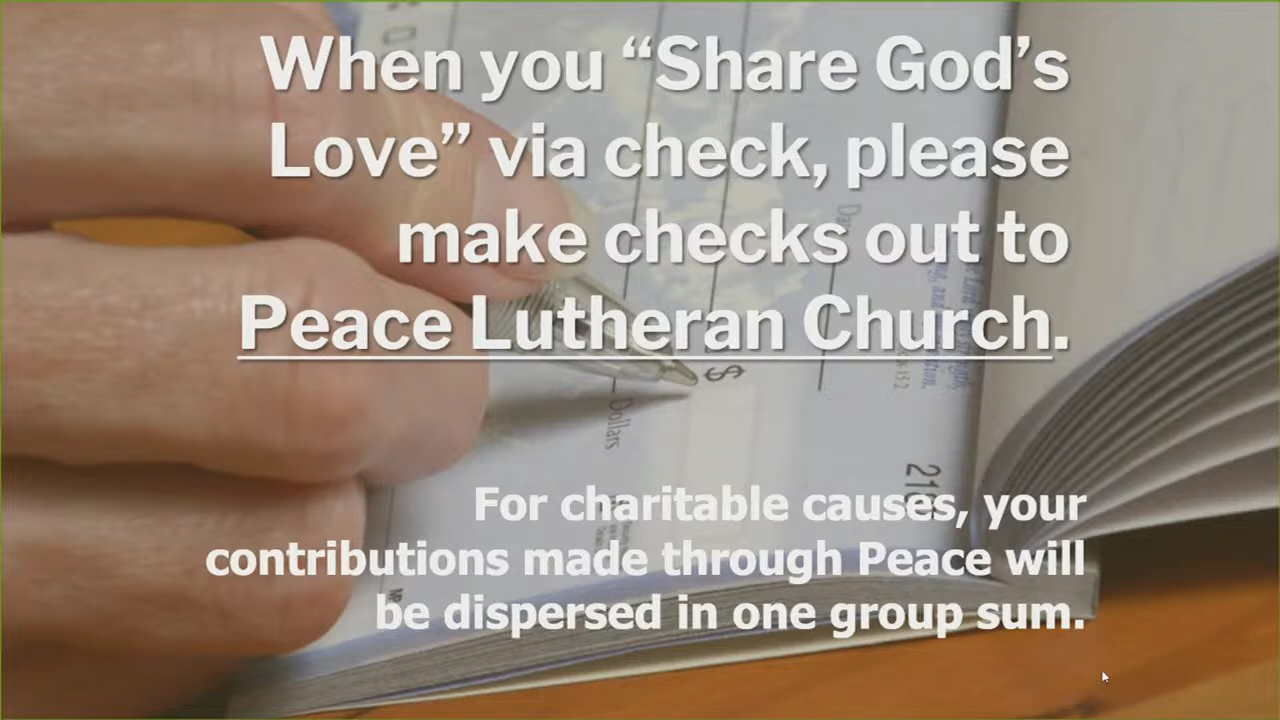 When you “Share God’s
Love” via check, please
make checks out to
Peace Lutheran Church.
$
Dollars
For charitable causes, your
contributions made through Peace will
be dispersed in one group sum.